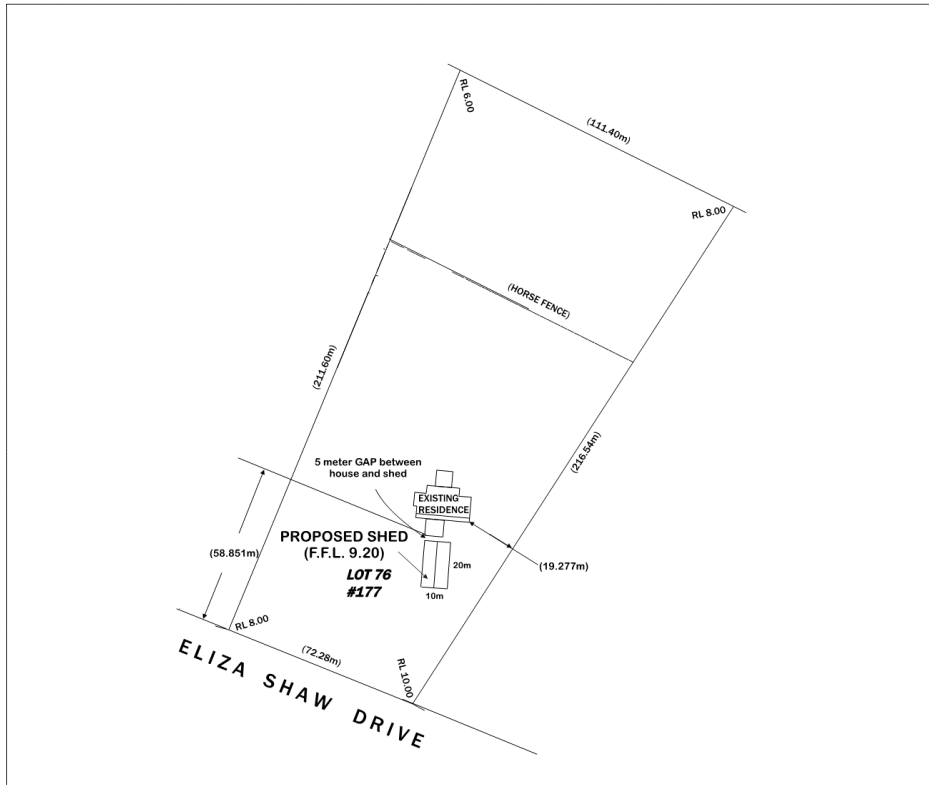 RL 6.00
(111.40m)
RL 8.00
(HORSE FENCE)
(211.60m)
(216.54m)
5 meter GAP between
house and shed
EXISTING
RESIDENCE
PROPOSED SHED
(F.F.L. 9.20)
(58.851m)
20m
(19.277m)
LOT 76
#177
10m
RL 8.00
(72.28m)
RL 10.00
ELIZA SHAW DRIVE